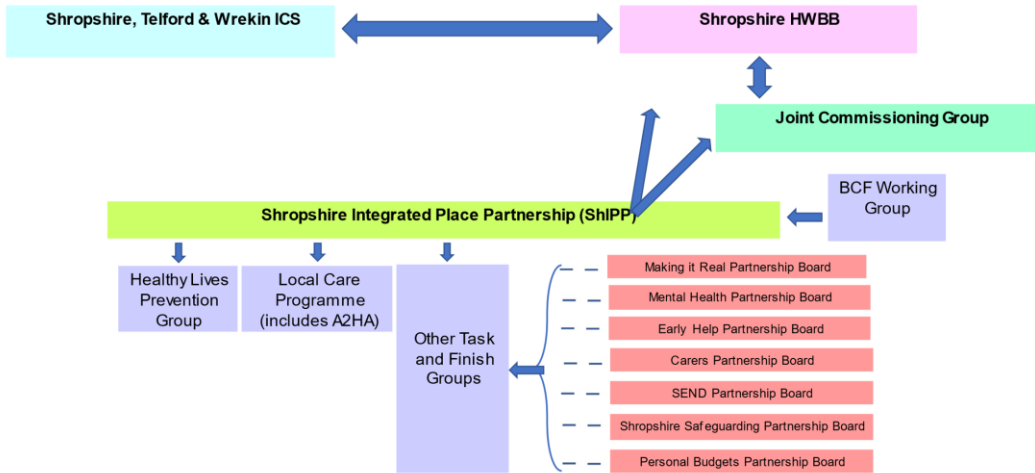 Shropshire, Telford & Wrekin ICS
Shropshire HWBB
Joint Commissioning Group
BCF Working
Group
Shropshire Integrated Place Partnership (ShIPP)
Healthy Lives
Prevention
Group
Local Care
Programme
(includes A2HA)
Other Task
and Finish
Groups
Making it Real Partnership Board
Mental Health Partnership Board
Early Help Partnership Board
Carers Partnership Board
SEND Partnership Board
Shropshire Safeguarding Partnership Board
Personal Budgets Partnership Board